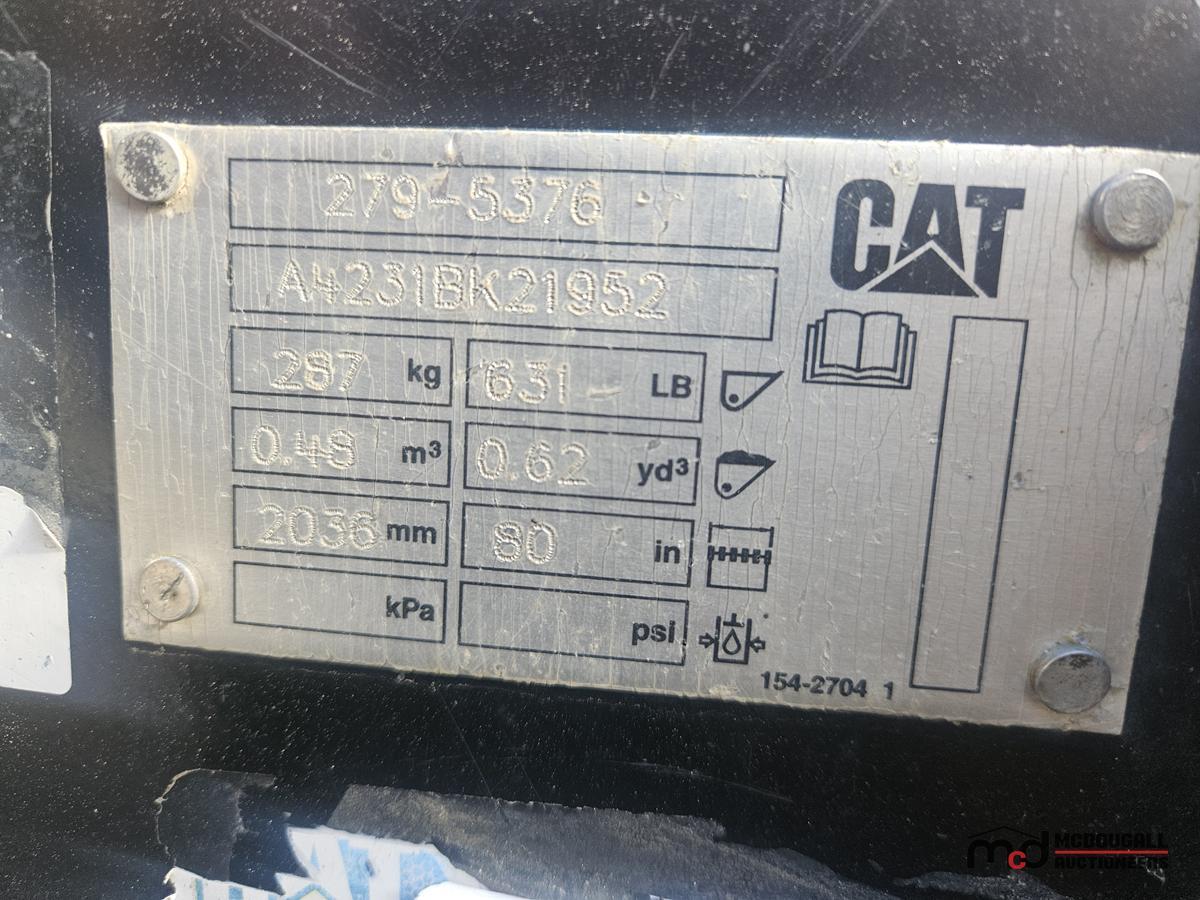 279-5376
CAT
A4231BK21952
287 kg 631 LB
0.48 m³ 0.62 yd³
2036 mm 80 in
kPa psi
154-2704 1
mcd MCDOUGALL
AUCTIONEERS